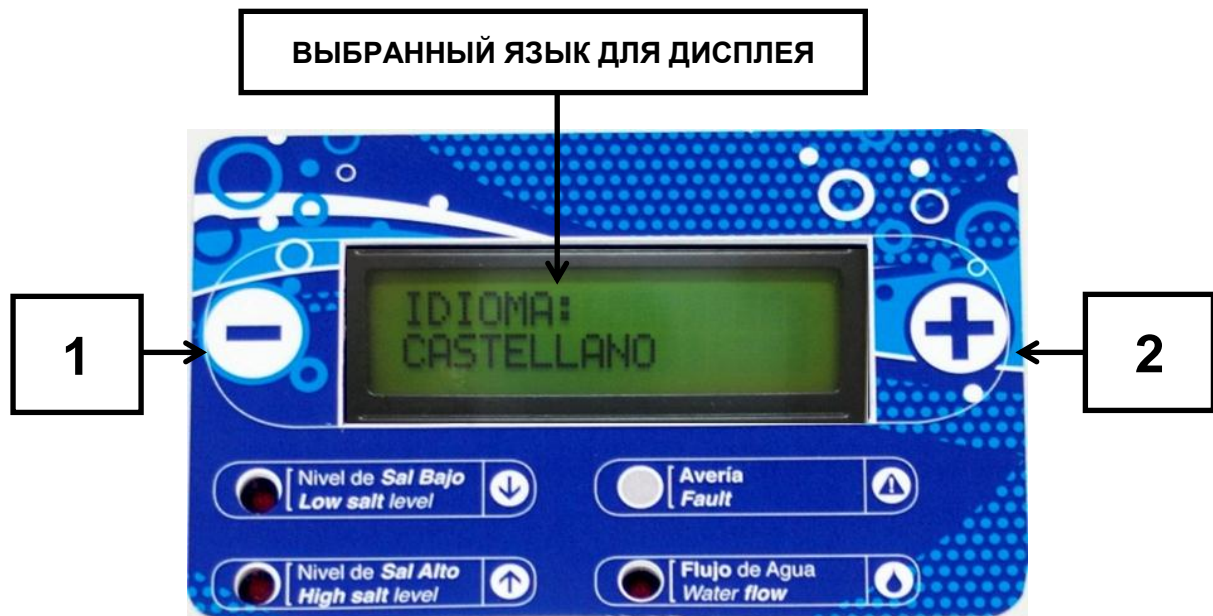 ВЫБРАННЫЙ ЯЗЫК ДЛЯ ДИСПЛЕЯ
1
2
IDIOMA:
CASTELLANO
Nivel de Sal Bajo
Low salt level
Avería
Fault
Nivel de Sal Alto
High salt level
Flujo de Agua
Water flow